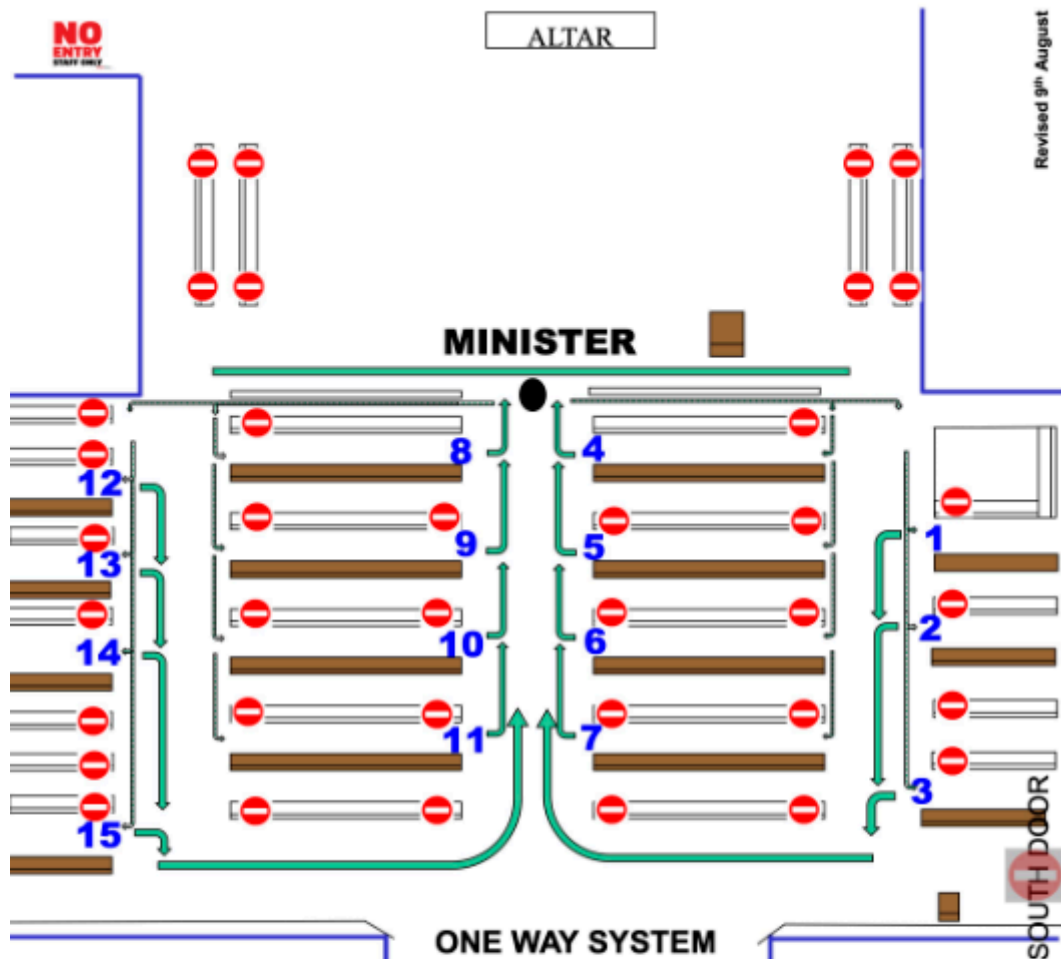 NO
ENTRY
STAFF ONLY
ALTAR
Revised 9th August
MINISTER
8
4
12
9
5
1
13
10
6
2
14
11
7
3
15
SOUTH DOOR
ONE WAY SYSTEM